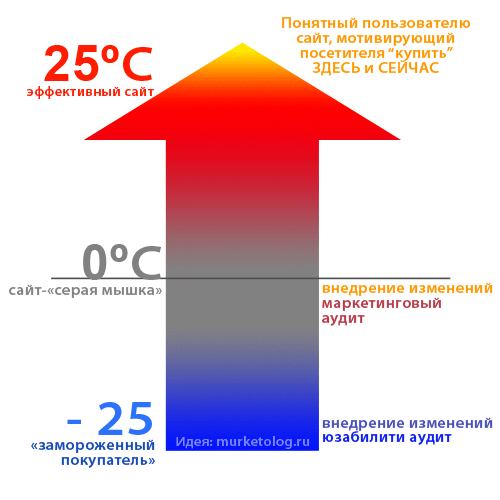 Понятный пользователю
сайт, мотивирующий
посетителя “купить”
ЗДЕСЬ и СЕЙЧАС
25ºC
эффективный сайт
0ºC
сайт-«серая мышка»
внедрение изменений
маркетинговый
аудит
- 25
«замороженный
покупатель»
внедрение изменений
юзабилити аудит
Идея: murketolog.ru